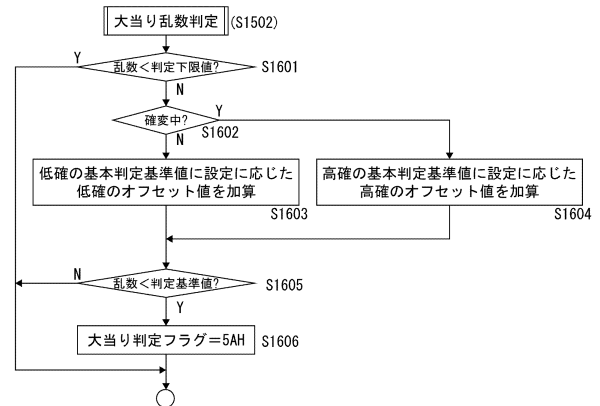 大当り乱数判定
(S1502)
Y
乱数<判定下限値?
S1601
N
確変中?
Y
S1602
N
低確の基本判定基準値に設定に応じた
低確のオフセット値を加算
S1603
高確の基本判定基準値に設定に応じた
高確のオフセット値を加算
S1604
N
乱数<判定基準値?
S1605
Y
大当り判定フラグ=5AH
S1606